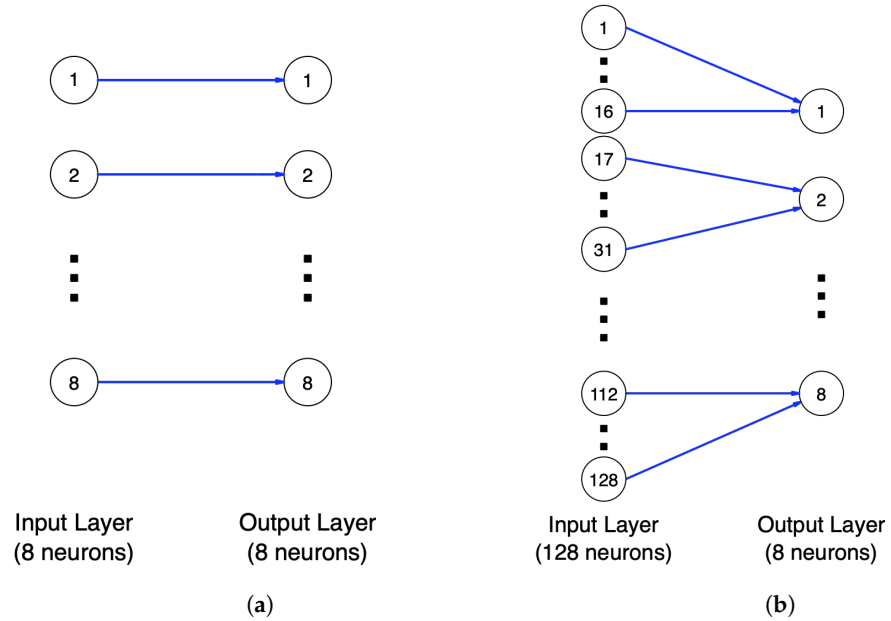 1
1
2
2
8
8
Input Layer
(8 neurons)
Output Layer
(8 neurons)
(a)
1
16
1
17
2
31
112
8
128
Input Layer
(128 neurons)
Output Layer
(8 neurons)
(b)